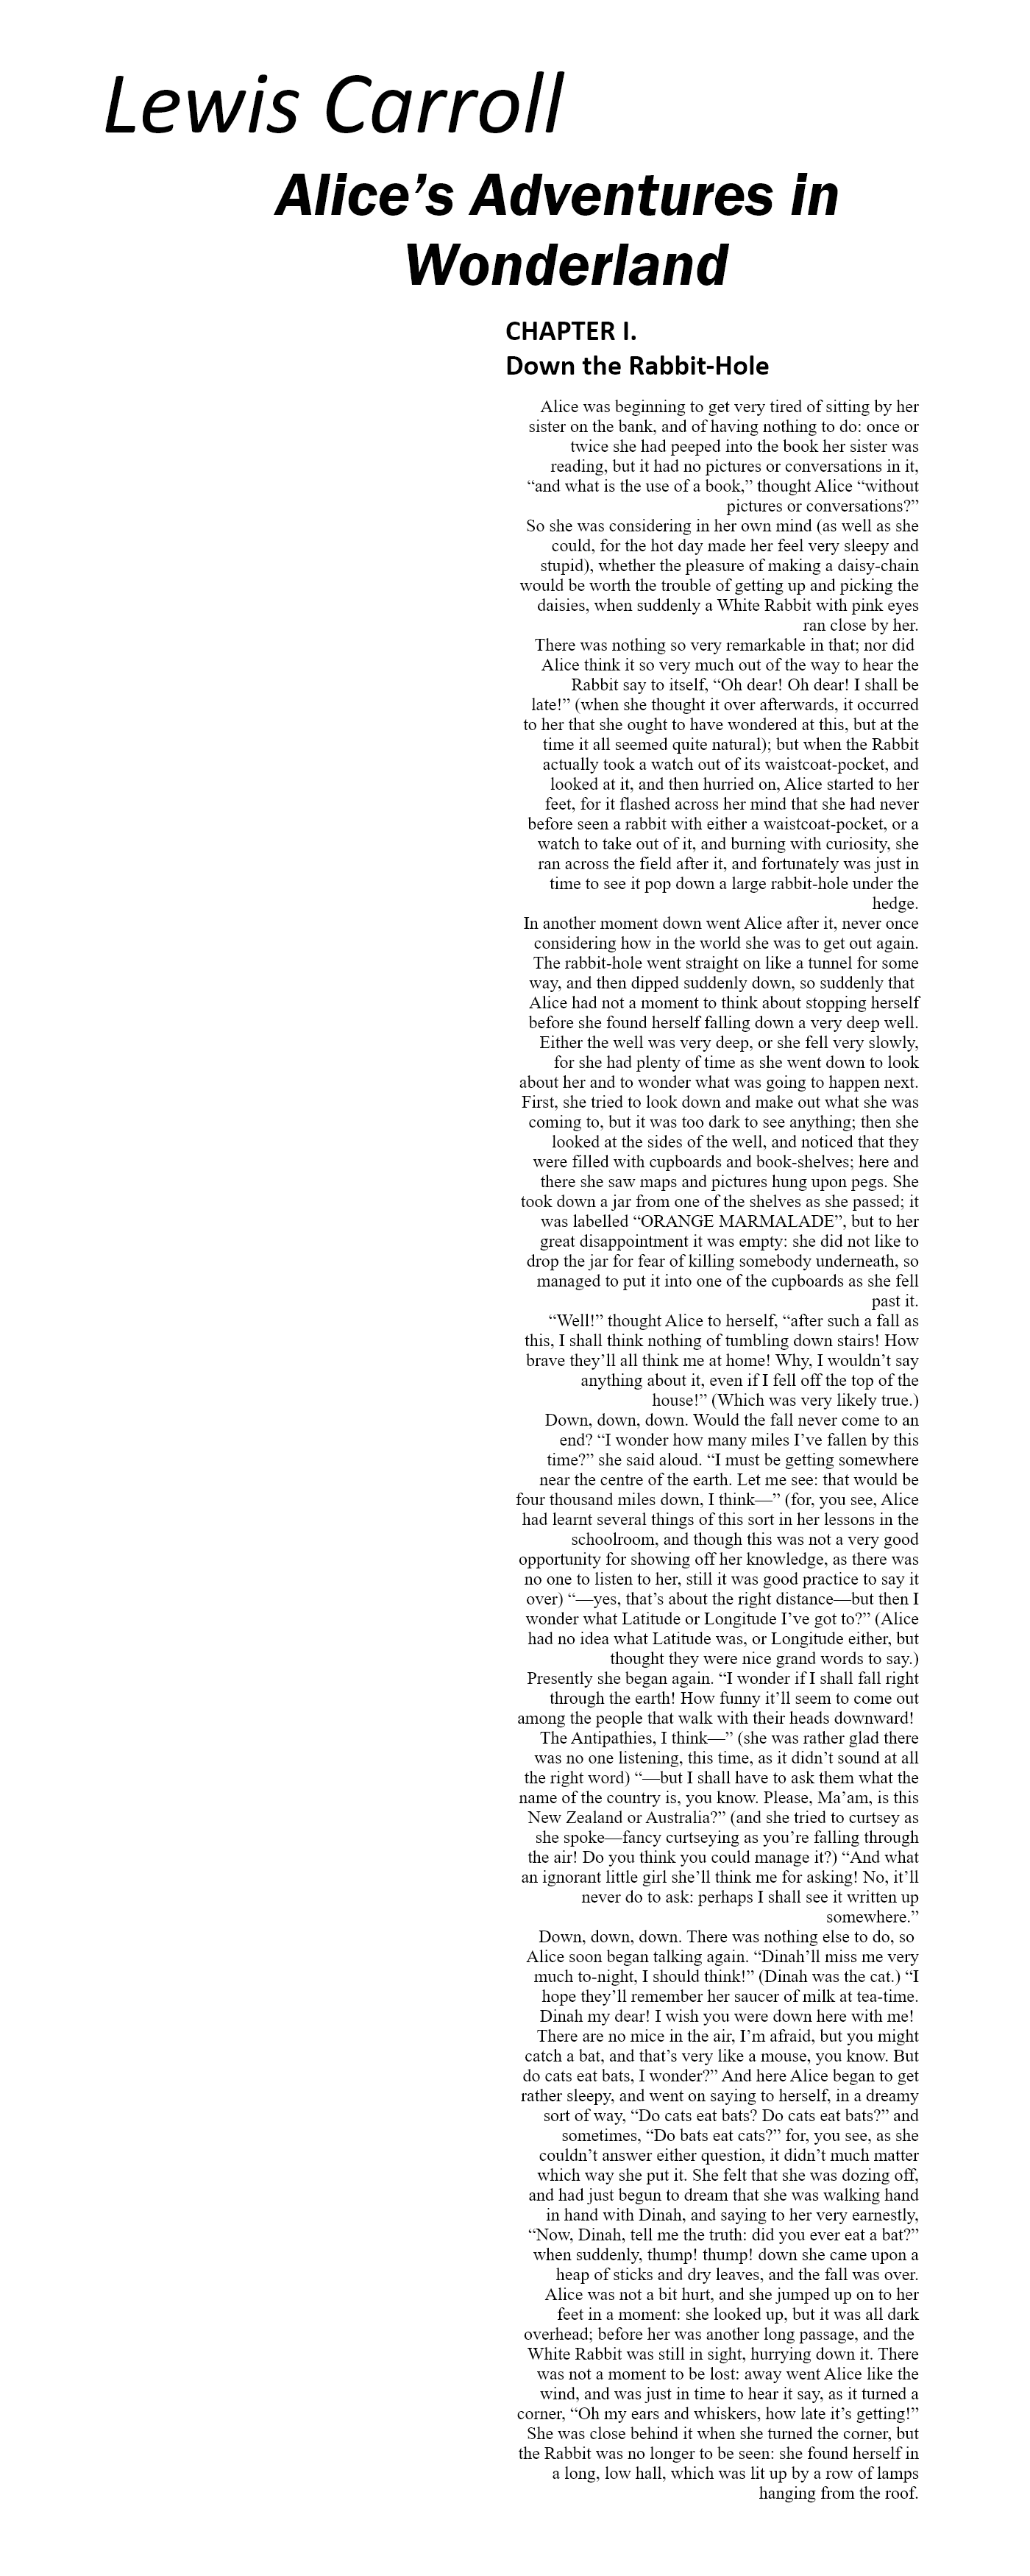 Lewis Carroll
Alice’s Adventures in
Wonderland
CHAPTER I.
Down the Rabbit-Hole
Alice was beginning to get very tired of sitting by her
sister on the bank, and of having nothing to do: once or
twice she had peeped into the book her sister was
reading, but it had no pictures or conversations in it,
“and what is the use of a book,” thought Alice “without
pictures or conversations?”
So she was considering in her own mind (as well as she
could, for the hot day made her feel very sleepy and
stupid), whether the pleasure of making a daisy-chain
would be worth the trouble of getting up and picking the
daisies, when suddenly a White Rabbit with pink eyes
ran close by her.
There was nothing so very remarkable in that; nor did
Alice think it so very much out of the way to hear the
Rabbit say to itself, “Oh dear! Oh dear! I shall be
late!” (when she thought it over afterwards, it occurred
to her that she ought to have wondered at this, but at the
time it all seemed quite natural); but when the Rabbit
actually took a watch out of its waistcoat-pocket, and
looked at it, and then hurried on, Alice started to her
feet, for it flashed across her mind that she had never
before seen a rabbit with either a waistcoat-pocket, or a
watch to take out of it, and burning with curiosity, she
ran across the field after it, and fortunately was just in
time to see it pop down a large rabbit-hole under the
hedge.
In another moment down went Alice after it, never once
considering how in the world she was to get out again.
The rabbit-hole went straight on like a tunnel for some
way, and then dipped suddenly down, so suddenly that
Alice had not a moment to think about stopping herself
before she found herself falling down a very deep well.
Either the well was very deep, or she fell very slowly,
for she had plenty of time as she went down to look
about her and to wonder what was going to happen next.
First, she tried to look down and make out what she was
coming to, but it was too dark to see anything; then she
looked at the sides of the well, and noticed that they
were filled with cupboards and book-shelves; here and
there she saw maps and pictures hung upon pegs. She
took down a jar from one of the shelves as she passed; it
was labelled “ORANGE MARMALADE”, but to her
great disappointment it was empty: she did not like to
drop the jar for fear of killing somebody underneath, so
managed to put it into one of the cupboards as she fell
past it.
“Well!” thought Alice to herself, “after such a fall as
this, I shall think nothing of tumbling down stairs! How
brave they’ll all think me at home! Why, I wouldn’t say
anything about it, even if I fell off the top of the
house!” (Which was very likely true.)
Down, down, down. Would the fall never come to an
end? “I wonder how many miles I’ve fallen by this
time?” she said aloud. “I must be getting somewhere
near the centre of the earth. Let me see: that would be
four thousand miles down, I think—” (for, you see, Alice
had learnt several things of this sort in her lessons in the
schoolroom, and though this was not a very good
opportunity for showing off her knowledge, as there was
no one to listen to her, still it was good practice to say it
over) “—yes, that’s about the right distance—but then I
wonder what Latitude or Longitude I’ve got to?” (Alice
had no idea what Latitude was, or Longitude either, but
thought they were nice grand words to say.)
Presently she began again. “I wonder if I shall fall right
through the earth! How funny it’ll seem to come out
among the people that walk with their heads downward!
The Antipathies, I think—” (she was rather glad there
was no one listening, this time, as it didn’t sound at all
the right word) “—but I shall have to ask them what the
name of the country is, you know. Please, Ma’am, is this
New Zealand or Australia?” (and she tried to curtsey as
she spoke—fancy curtseying as you’re falling through
the air! Do you think you could manage it?) “And what
an ignorant little girl she’ll think me for asking! No, it’ll
never do to ask: perhaps I shall see it written up
somewhere.”
Down, down, down. There was nothing else to do, so
Alice soon began talking again. “Dinah’ll miss me very
much to-night, I should think!” (Dinah was the cat.) “I
hope they’ll remember her saucer of milk at tea-time.
Dinah my dear! I wish you were down here with me!
There are no mice in the air, I’m afraid, but you might
catch a bat, and that’s very like a mouse, you know. But
do cats eat bats, I wonder?” And here Alice began to get
rather sleepy, and went on saying to herself, in a dreamy
sort of way, “Do cats eat bats? Do cats eat bats?” and
sometimes, “Do bats eat cats?” for, you see, as she
couldn’t answer either question, it didn’t much matter
which way she put it. She felt that she was dozing off,
and had just begun to dream that she was walking hand
in hand with Dinah, and saying to her very earnestly,
“Now, Dinah, tell me the truth: did you ever eat a bat?”
when suddenly, thump! thump! down she came upon a
heap of sticks and dry leaves, and the fall was over.
Alice was not a bit hurt, and she jumped up on to her
feet in a moment: she looked up, but it was all dark
overhead; before her was another long passage, and the
White Rabbit was still in sight, hurrying down it. There
was not a moment to be lost: away went Alice like the
wind, and was just in time to hear it say, as it turned a
corner, “Oh my ears and whiskers, how late it’s getting!”
She was close behind it when she turned the corner, but
the Rabbit was no longer to be seen: she found herself in
a long, low hall, which was lit up by a row of lamps
hanging from the roof.